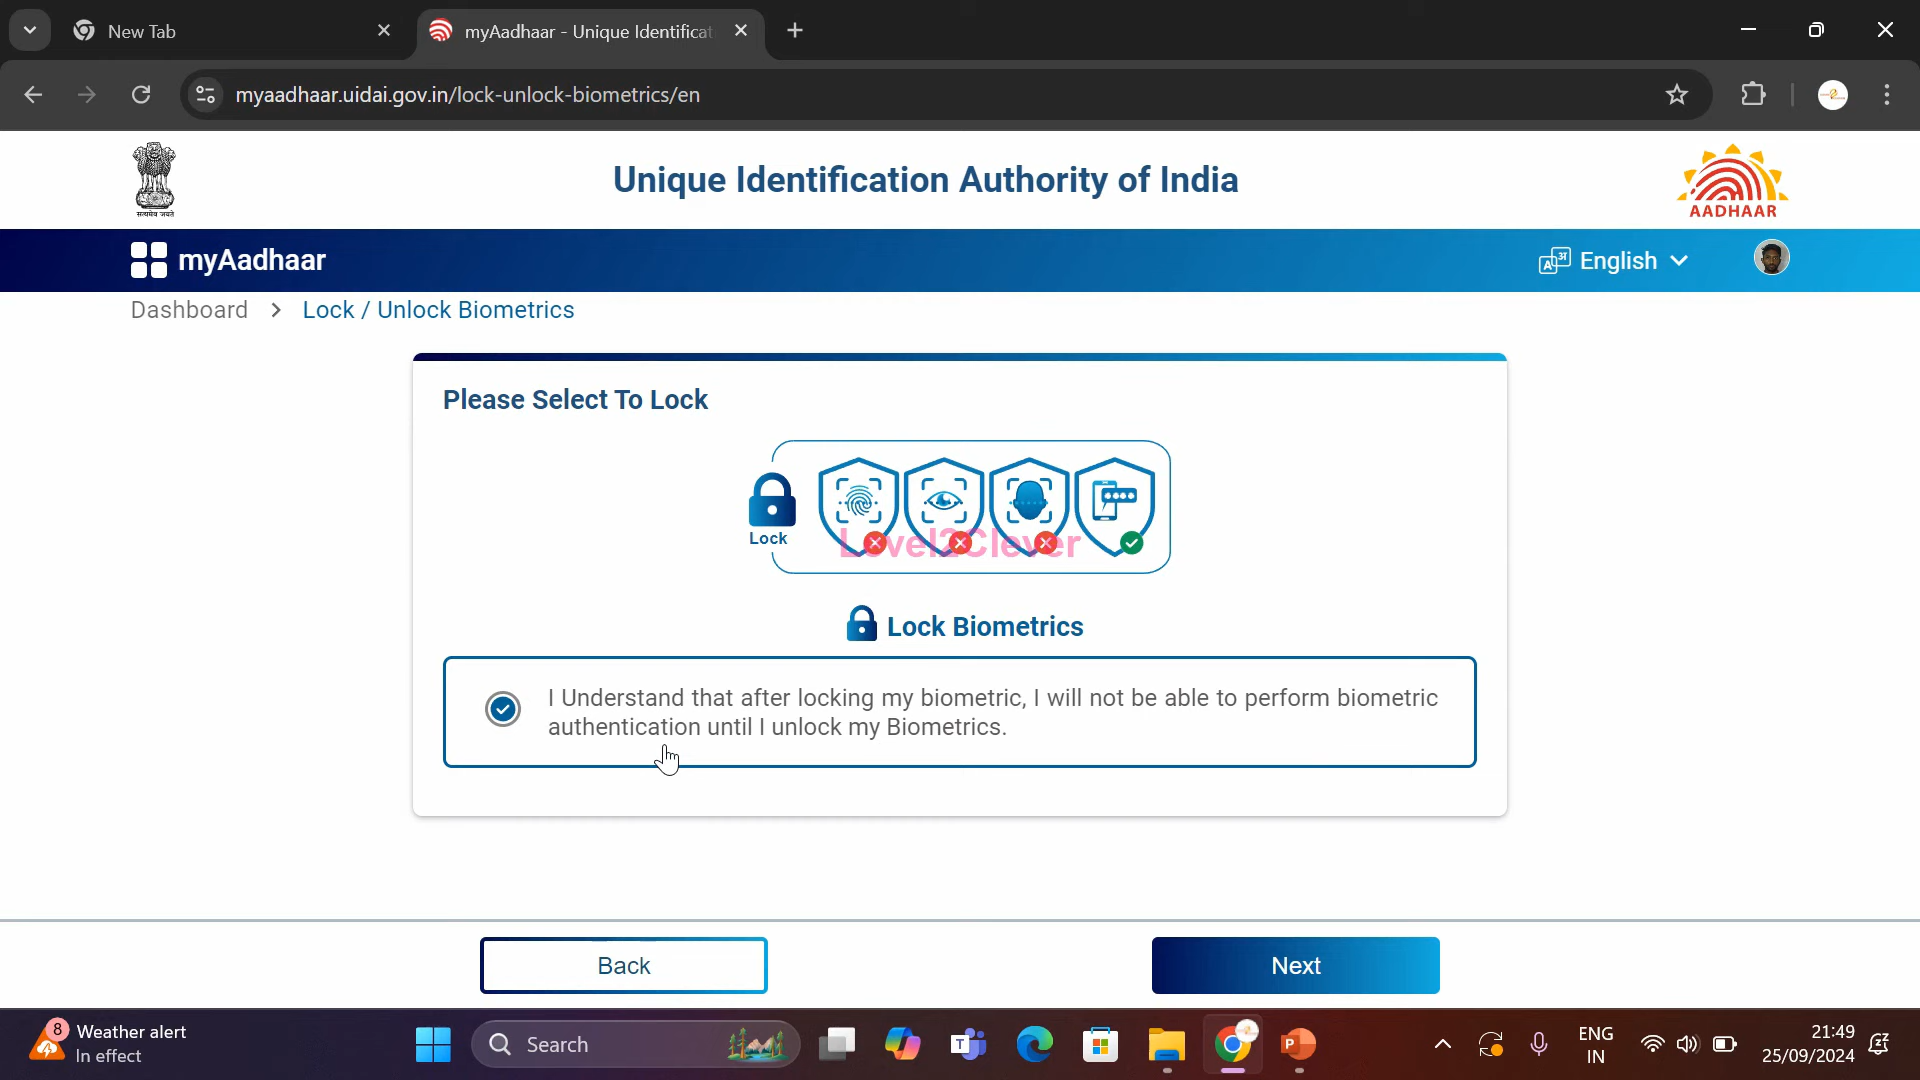 New Tab
myAadhaar - Unique Identificat
myaadhaar.uidai.gov.in/lock-unlock-biometrics/en
सत्यमेव जयते
Unique Identification Authority of India
AADHAAR
myAadhaar
English
Dashboard > Lock / Unlock Biometrics
Please Select To Lock
Lock
Level2Clever
Lock Biometrics
I Understand that after locking my biometric, I will not be able to perform biometric
authentication until I unlock my Biometrics.
Back
Next
8
Weather alert
In effect
Search
ENG
IN
21:49
25/09/2024